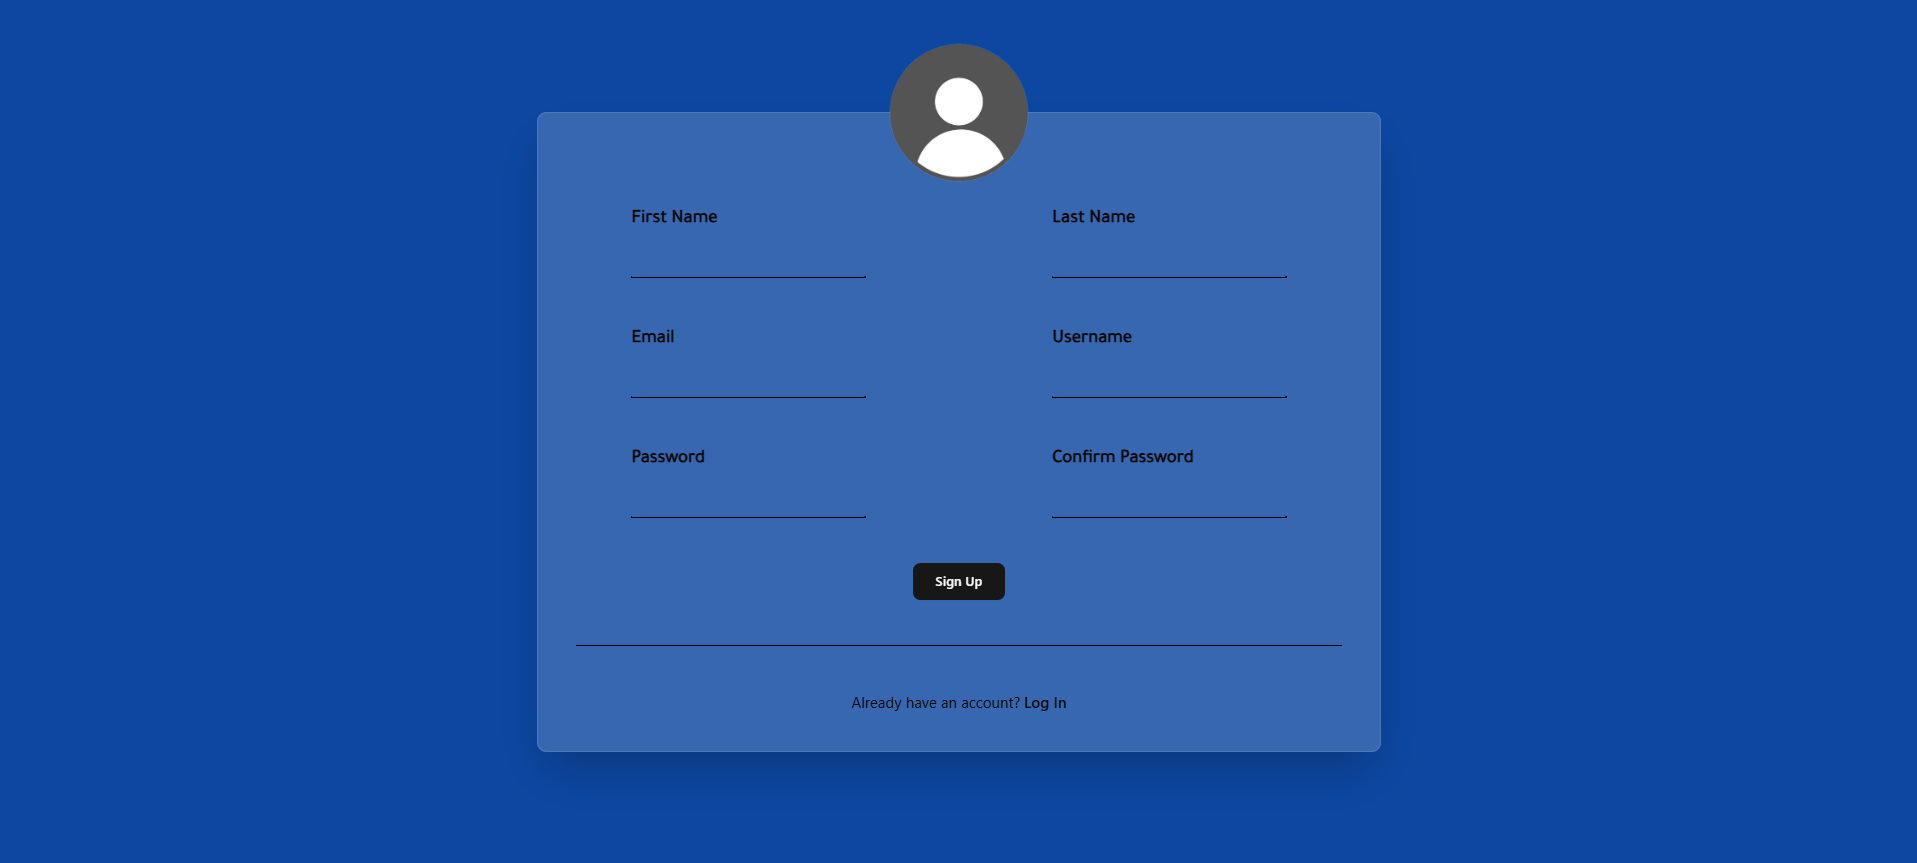 First Name
Last Name
Email
Username
Password
Confirm Password
Sign Up
Already have an account? Log In